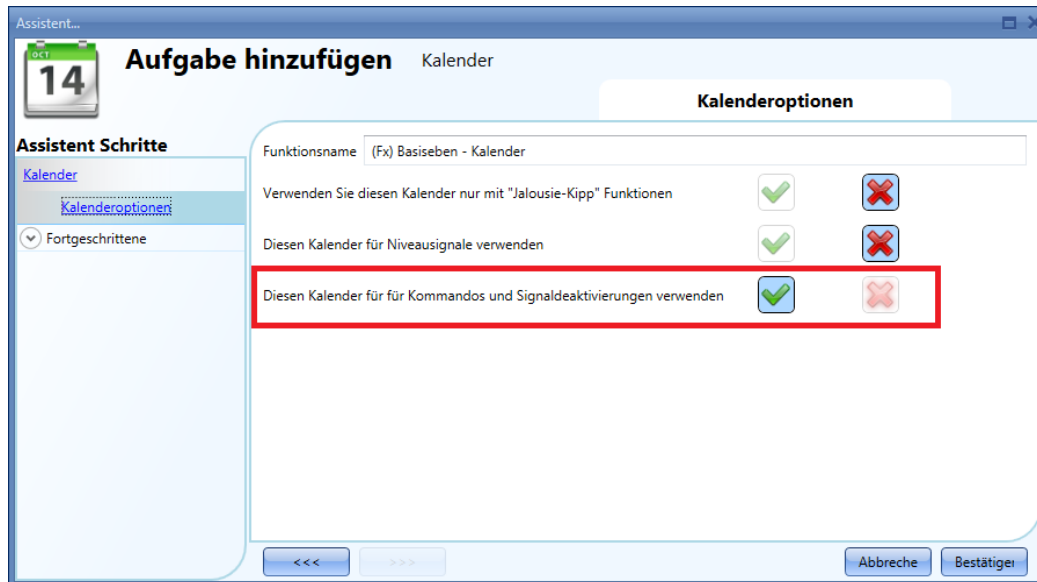 Assistent...
OCT
14
Aufgabe hinzufügen Kalender
Kalenderoptionen
Assistent Schritte
Kalender
Kalenderoptionen
Fortgeschrittene
Funktionsname (Fx) Basiseben - Kalender
Verwenden Sie diesen Kalender nur mit "Jalousie-Kipp" Funktionen
Diesen Kalender für Niveausignale verwenden
Diesen Kalender für für Kommandos und Signaldeaktivierungen verwenden
<<< >>> Abbreche Bestätiger